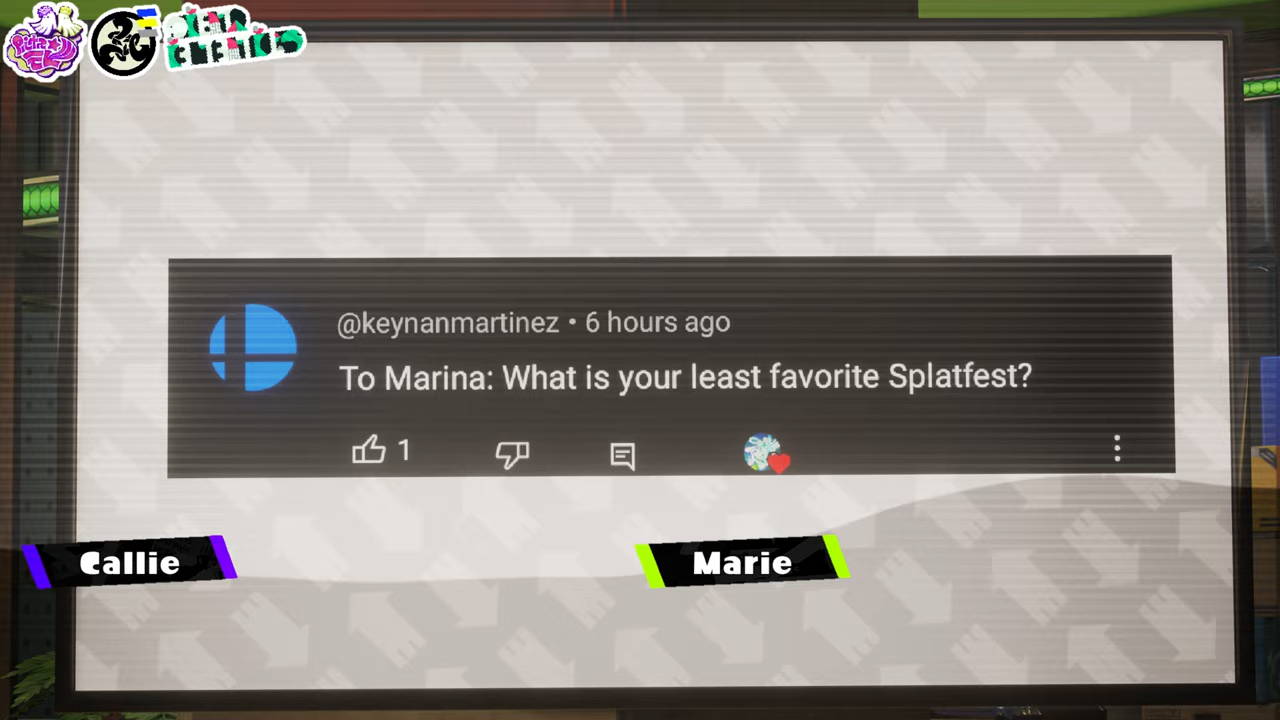 @keynanmartinez • 6 hours ago
To Marina: What is your least favorite Splatfest?
1
Callie
Marie